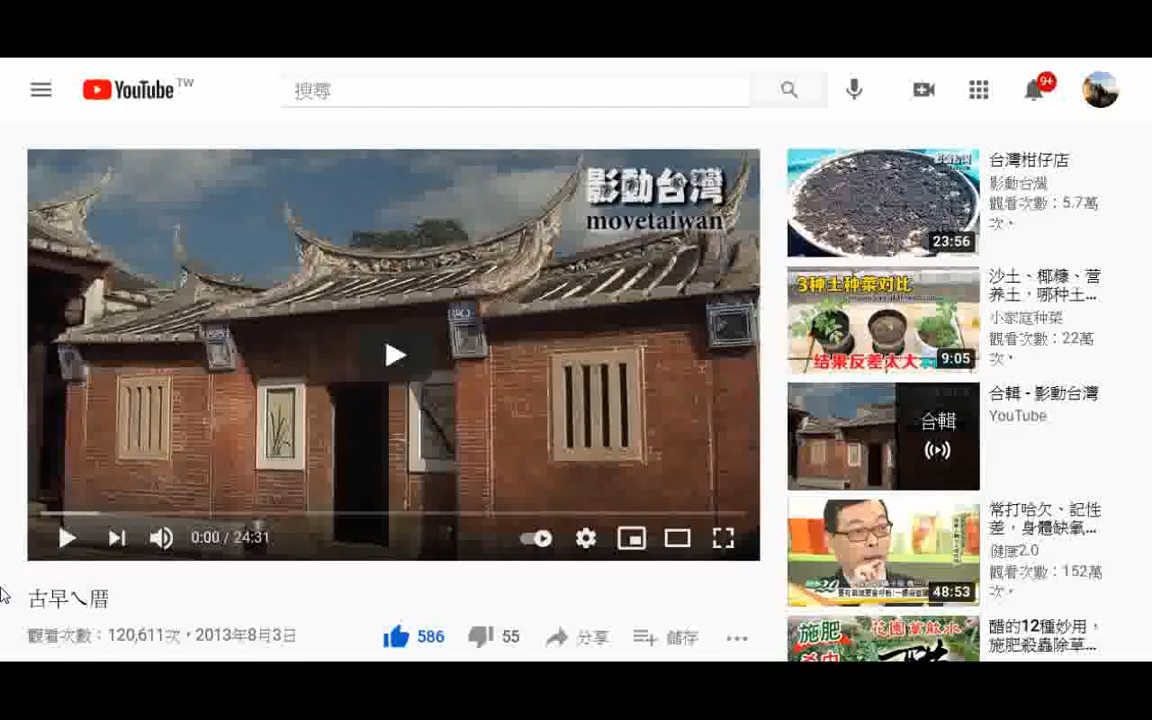 YouTube TW
搜尋
9+
影動台灣
movetaiwan
0:00 / 24:31
古早ㄟ厝
觀看次數：120,611次・2013年8月3日
586
55
分享
儲存
23:56
台灣柑仔店
影動台灣
觀看次數：5.7萬
次・
3种土种菜对比
结果反差太大
9:05
沙土、椰糠、营
养土，哪种土...
小家庭种菜
觀看次數：22萬
次・
合輯
合輯 - 影動台灣
YouTube
48:53
常打哈欠、記性
差，身體缺氧...
健康2.0
觀看次數：152萬
次・
施肥
花園
醋的12種妙用，
施肥殺蟲除草...